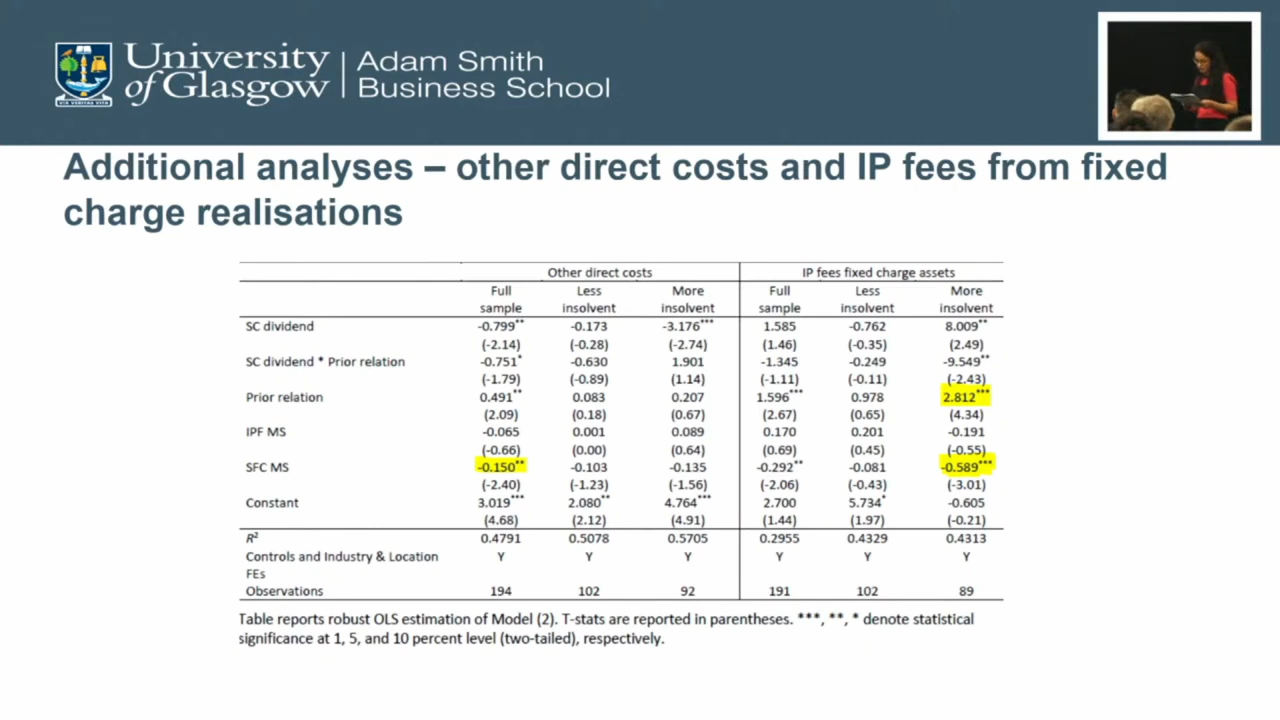 University of Glasgow
Adam Smith Business School
VIA VERITAS VITA
Additional analyses – other direct costs and IP fees from fixed
charge realisations
Other direct costs IP fees fixed charge assets
Full sample Less insolvent More insolvent Full sample Less insolvent More insolvent
SC dividend -0.799** -0.173 -3.176*** 1.585 -0.762 8.009**
(-2.14) (-0.28) (-2.74) (1.46) (-0.35) (2.49)
SC dividend * Prior relation -0.751* -0.630 1.901 -1.345 -0.249 -9.549**
(-1.79) (-0.89) (1.14) (-1.11) (-0.11) (-2.43)
Prior relation 0.491** 0.083 0.207 1.596*** 0.978 2.812***
(2.09) (0.18) (0.67) (2.67) (0.65) (4.34)
IPF MS -0.065 0.001 0.089 0.170 0.201 -0.191
(-0.66) (0.00) (0.64) (0.69) (0.45) (-0.55)
SFC MS -0.150** -0.103 -0.135 -0.292** -0.081 -0.589***
(-2.40) (-1.23) (-1.56) (-2.06) (-0.43) (-3.01)
Constant 3.019*** 2.080** 4.764*** 2.700 5.734* -0.605
(4.68) (2.12) (4.91) (1.44) (1.97) (-0.21)
R² 0.4791 0.5078 0.5705 0.2955 0.4329 0.4313
Controls and Industry & Location Y Y Y Y Y Y
FEs
Observations 194 102 92 191 102 89
Table reports robust OLS estimation of Model (2). T-stats are reported in parentheses. ***, **, * denote statistical
significance at 1, 5, and 10 percent level (two-tailed), respectively.